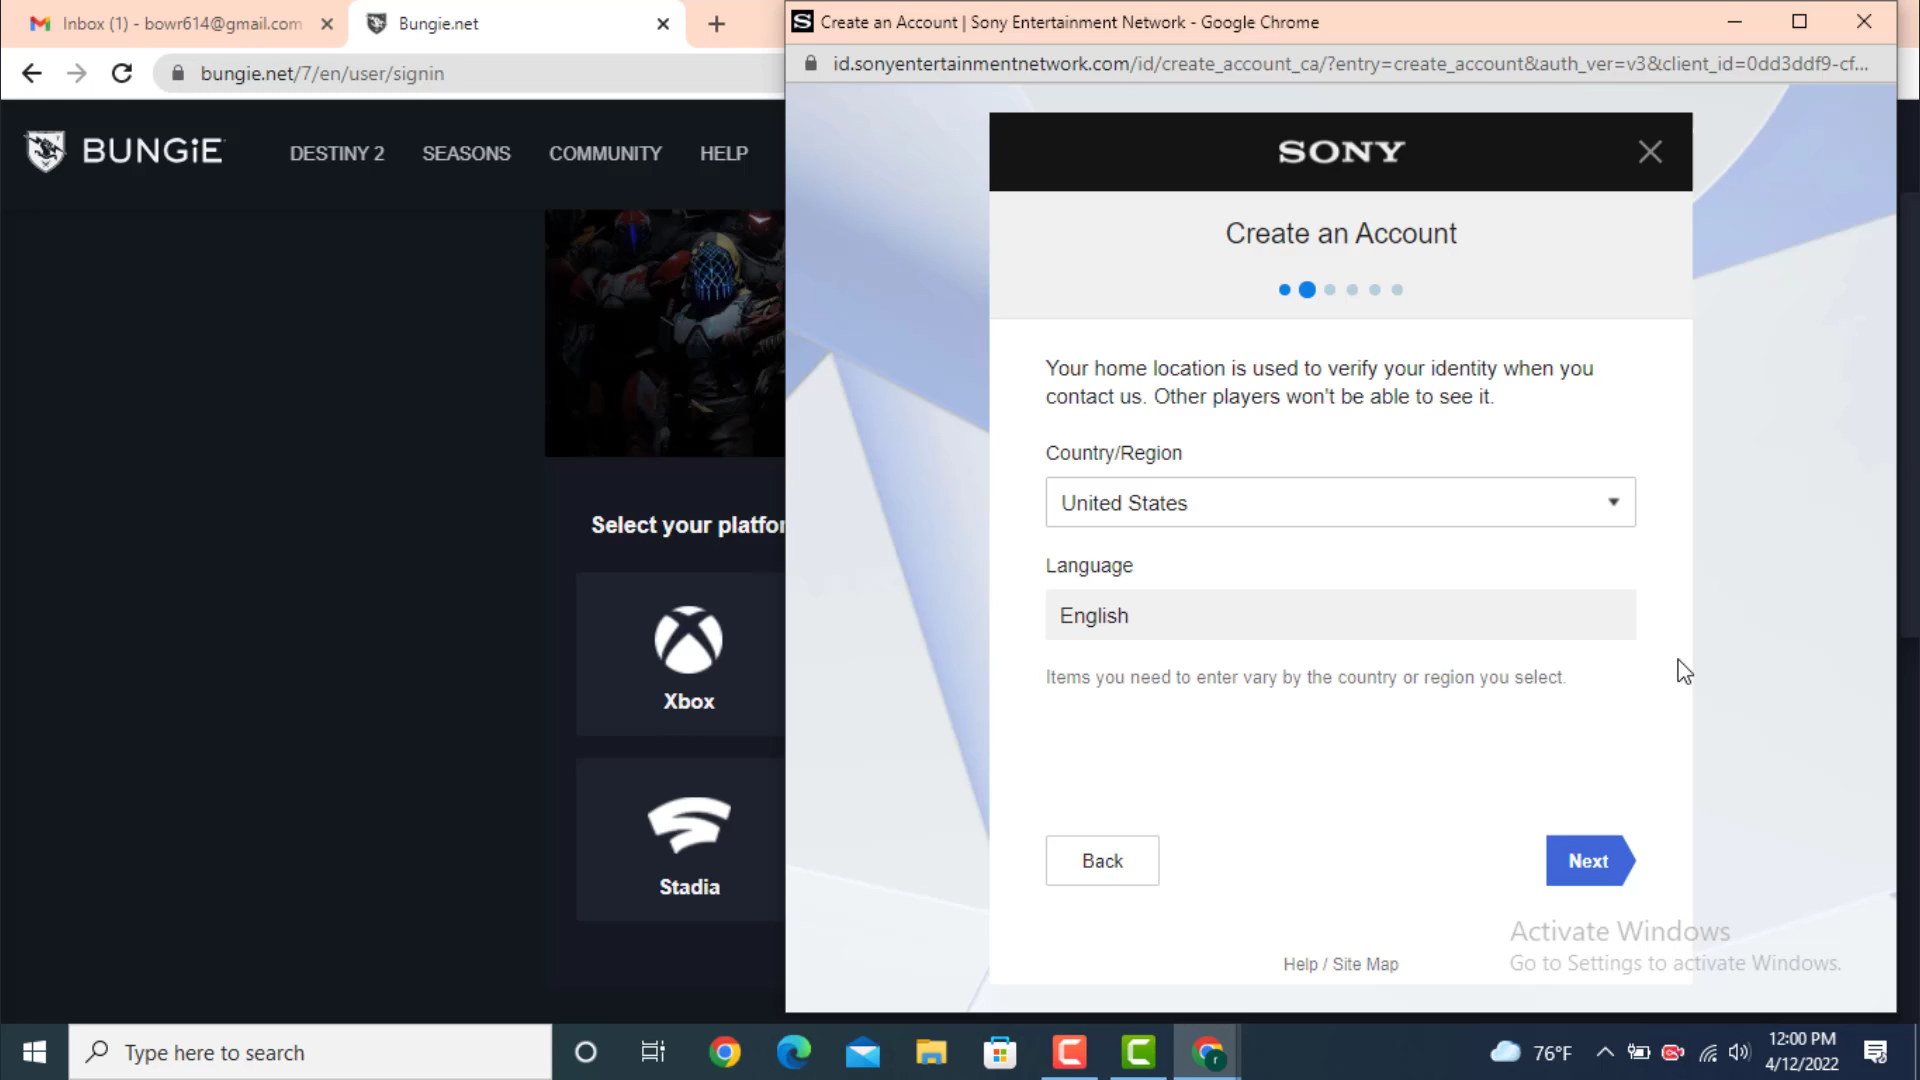 Inbox (1) - bowr614@gmail.com
Bungie.net
bungie.net/7/en/user/signin
BUNGiE
DESTINY 2
SEASONS
COMMUNITY
HELP
Select your platfor
Xbox
Stadia
S Create an Account | Sony Entertainment Network - Google Chrome
id.sonyentertainmentnetwork.com/id/create_account_ca/?entry=create_account&auth_ver=v3&client_id=0dd3ddf9-cf...
SONY
Create an Account
Your home location is used to verify your identity when you
contact us. Other players won't be able to see it.
Country/Region
United States
Language
English
Items you need to enter vary by the country or region you select.
Back
Next
Help / Site Map
Activate Windows
Go to Settings to activate Windows.
Type here to search
76°F
12:00 PM
4/12/2022